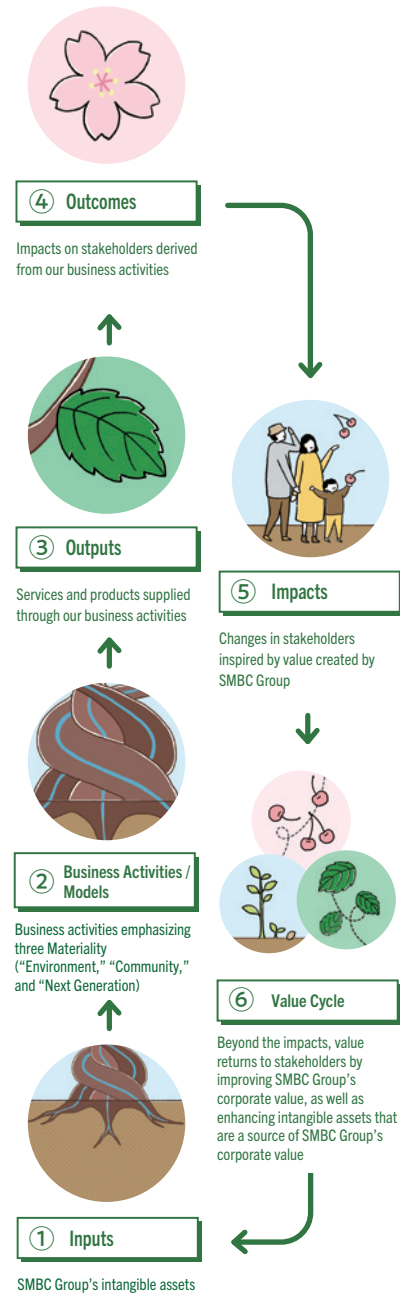 ④ Outcomes
Impacts on stakeholders derived
from our business activities
③ Outputs
Services and products supplied
through our business activities
② Business Activities /
Models
Business activities emphasizing
three Materiality
(“Environment,” “Community,”
and “Next Generation)
① Inputs
SMBC Group’s intangible assets
⑤ Impacts
Changes in stakeholders
inspired by value created by
SMBC Group
⑥ Value Cycle
Beyond the impacts, value
returns to stakeholders by
improving SMBC Group’s
corporate value, as well as
enhancing intangible assets that
are a source of SMBC Group’s
corporate value